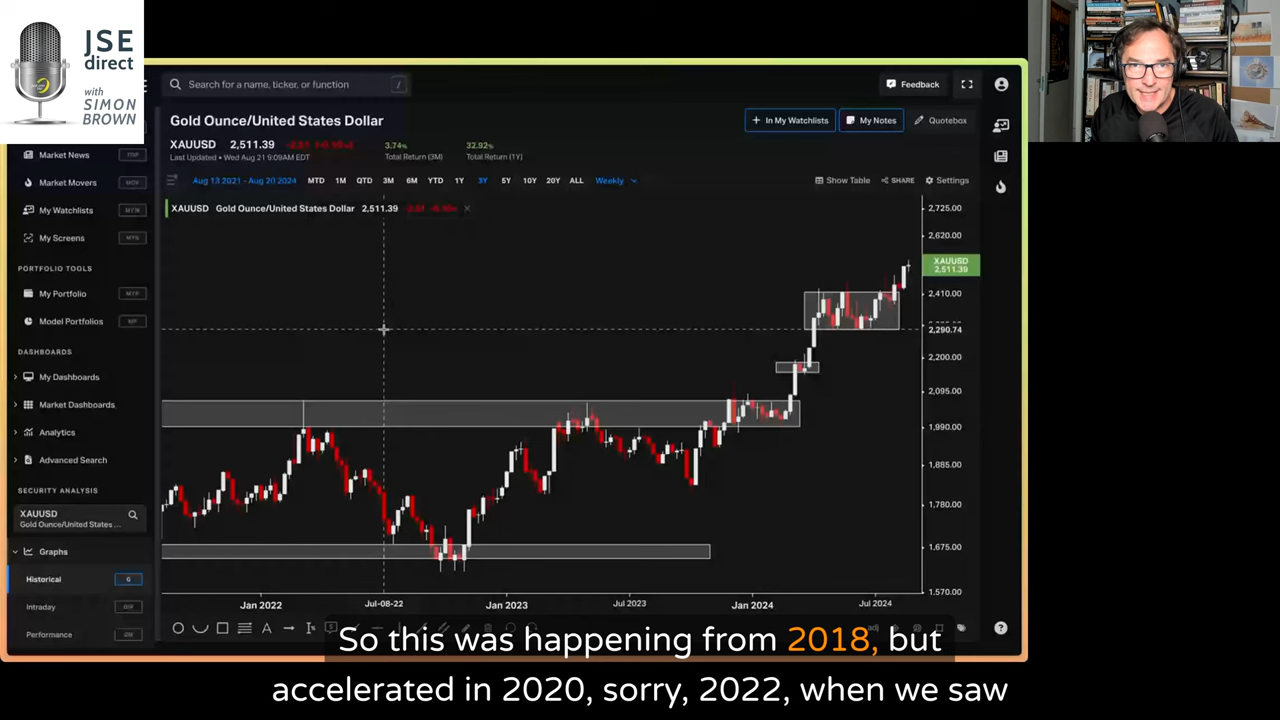 JSE
direct
with
SIMON
BROWN
Search for a name, ticker, or function
/
Feedback
Gold Ounce/United States Dollar
In My Watchlists
My Notes
Quotebox
XAUUSD 2,511.39
3.74%
32.92%
Last Updated • Wed Aug 21 9:09AM EDT
Total Return (3M)
Total Return (1Y)
Aug 13 2021 - Aug 20 2024
MTD 1M QTD 3M 6M YTD 1Y 3Y 5Y 10Y 20Y ALL Weekly
Show Table
SHARE
Settings
XAUUSD Gold Ounce/United States Dollar 2,511.39
Market News
Market Movers
My Watchlists
My Screens
PORTFOLIO TOOLS
My Portfolio
Model Portfolios
DASHBOARDS
My Dashboards
Market Dashboards
Analytics
Advanced Search
SECURITY ANALYSIS
XAUUSD
Gold Ounce/United States ...
Graphs
Historical
G
Intraday
Performance
2,725.00
2,620.00
XAUUSD
2,511.39
2,410.00
2,290.74
2,200.00
2,095.00
1,990.00
1,885.00
1,780.00
1,675.00
1,570.00
Jan 2022
Jul-08-22
Jan 2023
Jul 2023
Jan 2024
Jul 2024
So this was happening from 2018, but
accelerated in 2020, sorry, 2022, when we saw